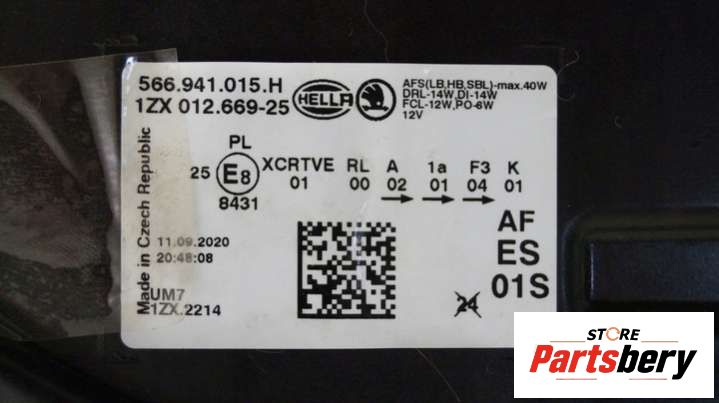 566.941.015.H
1ZX 012.669-25
HELLA
AFS(LB,HB,SBL)-max.40W
DRL-14W,DI-14W
FCL-12W,PO-6W
12V
PL
25 E8 XCRTVE RL A 1a F3 K
8431 01 00 02 01 04 01
Made in Czech Republic
11.09.2020
20:48:08
UM7
1ZX.2214
AF
ES
01S
24
STORE
Partsbery